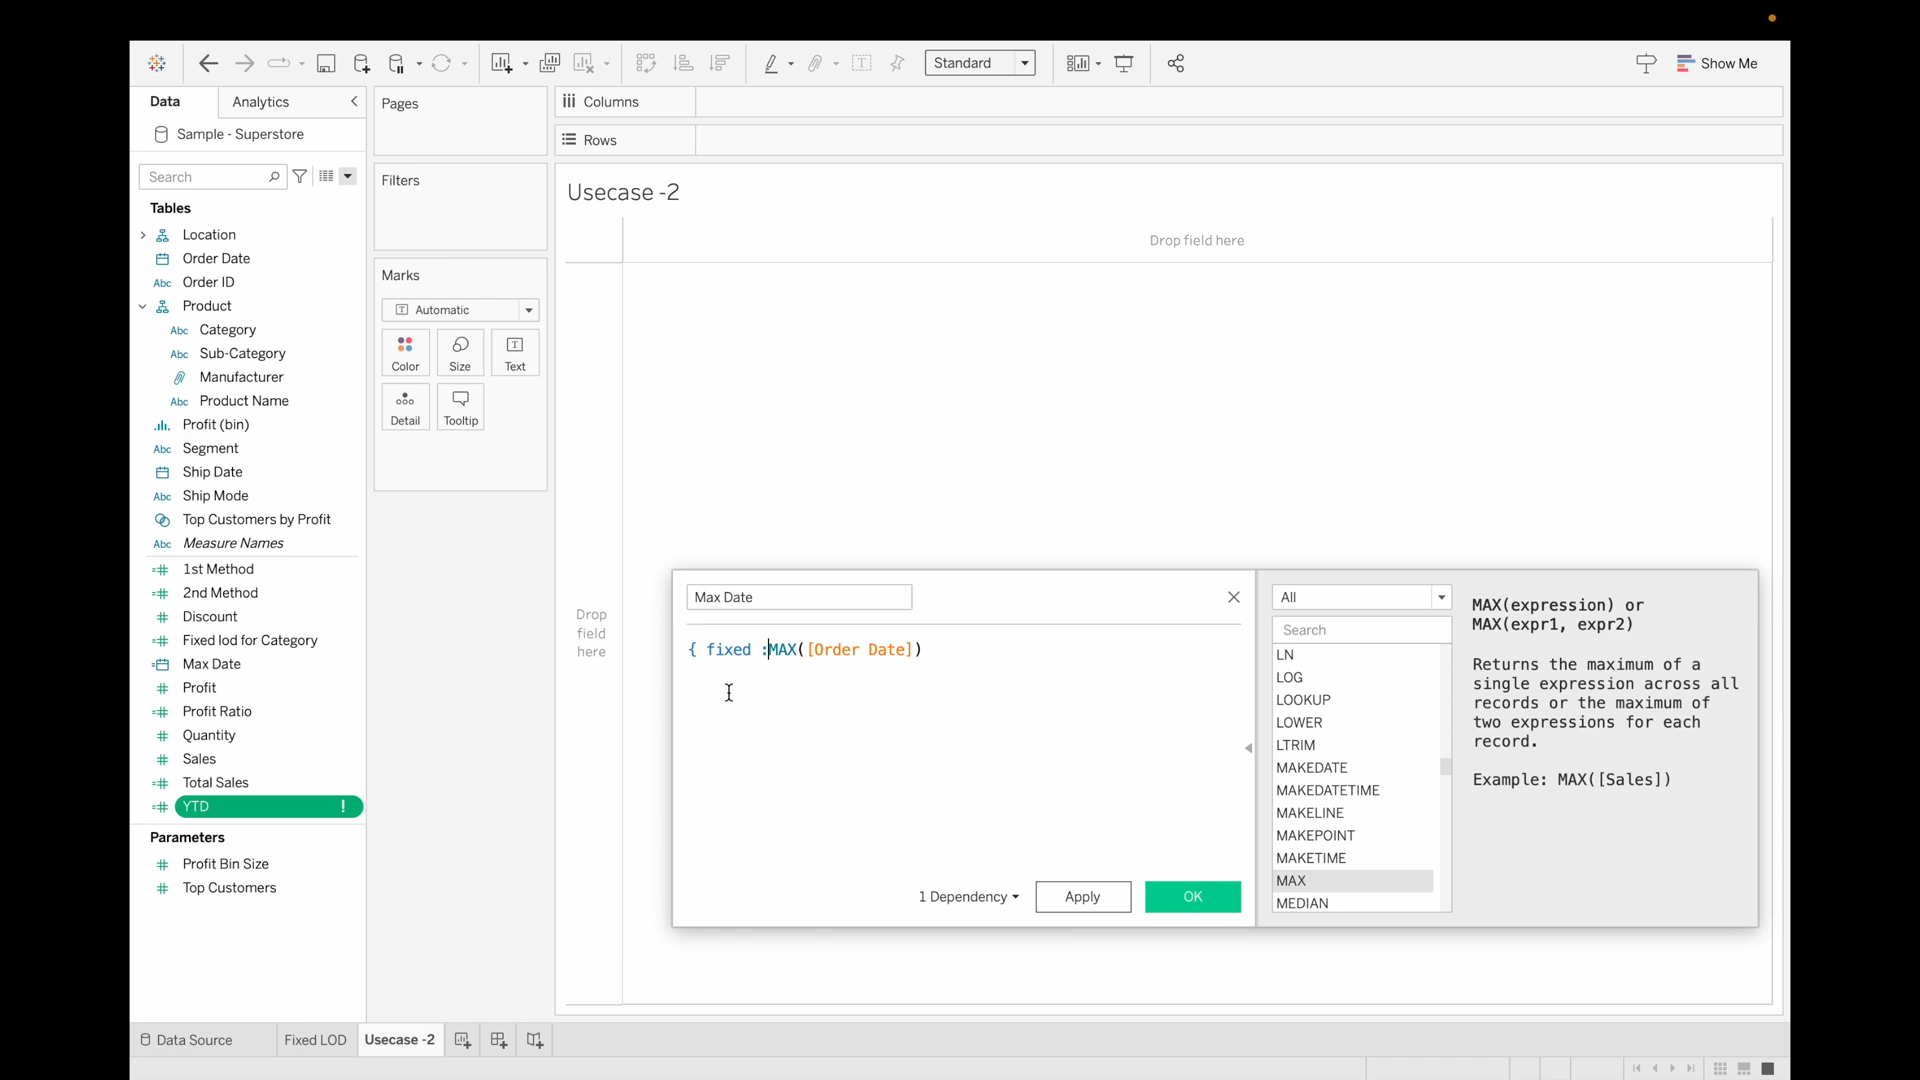 Standard
Show Me
Data
Analytics
Pages
Columns
Sample - Superstore
Rows
Search
Filters
Usecase -2
Tables
Location
Drop field here
Order Date
Abc Order ID
Marks
Product
Automatic
Abc Category
Abc Sub-Category
Color
Size
Text
Manufacturer
Abc Product Name
Detail
Tooltip
Profit (bin)
Abc Segment
Ship Date
Abc Ship Mode
Top Customers by Profit
Abc Measure Names
1st Method
2nd Method
Discount
Fixed lod for Category
Max Date
Profit
Profit Ratio
Quantity
Sales
Total Sales
YTD !
Parameters
Profit Bin Size
Top Customers
Drop
field
here
Max Date
{ fixed :MAX([Order Date])
1 Dependency
Apply
OK
All
Search
LN
LOG
LOOKUP
LOWER
LTRIM
MAKEDATE
MAKEDATETIME
MAKELINE
MAKEPOINT
MAKETIME
MAX
MEDIAN
MAX(expression) or
MAX(expr1, expr2)
Returns the maximum of a
single expression across all
records or the maximum of
two expressions for each
record.
Example: MAX([Sales])
Data Source
Fixed LOD
Usecase -2